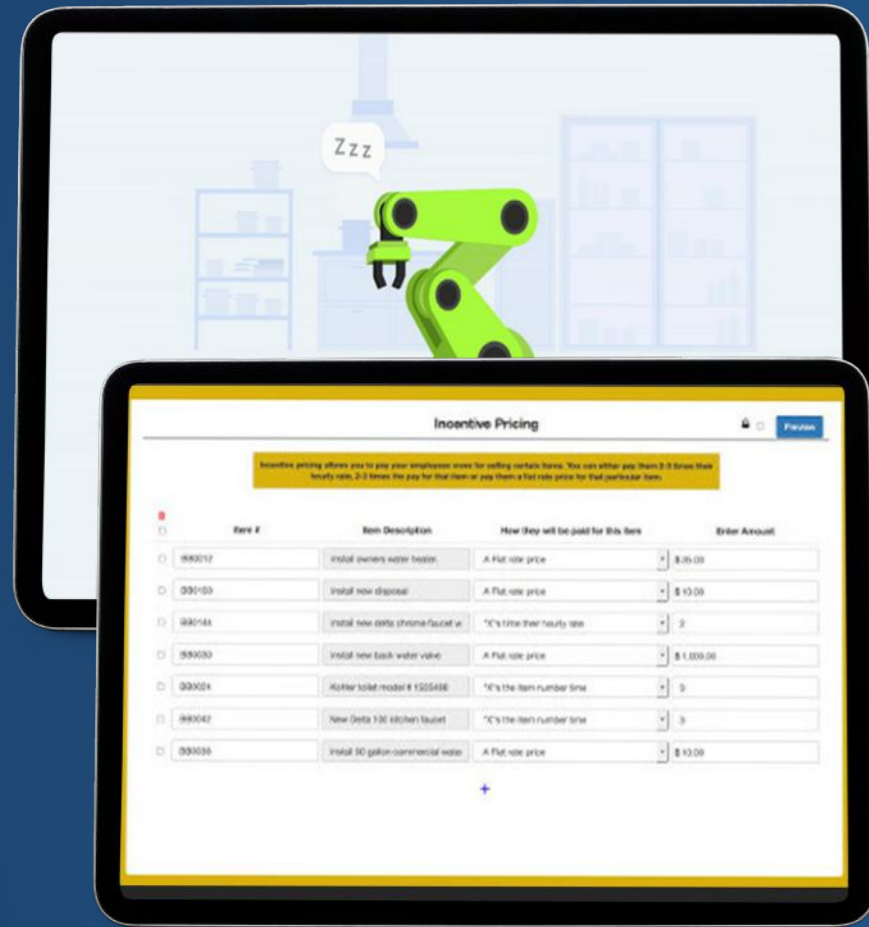 Zzz
Incentive Pricing
Preview
Incentive pricing allows you to pay your employees more for selling certain items. You can either pay them 2-3 times their
hourly rate, 2-3 times the pay for that item or pay them a flat rate price for that particular item.
Item # Item Description How they will be paid for this item Enter Amount
Install owners water heater. A Flat rate price
Install new disposal A Flat rate price $ 10.00
Install new delta chrome faucet w "X"s time their hourly rate 2
Install new back water valve A Flat rate price $ 1,000.00
Kohler toilet model # "X"s the item number time 3
New Delta 100 kitchen faucet "X"s the item number time 3
Install 50 gallon commercial water A Flat rate price $ 10.00
+